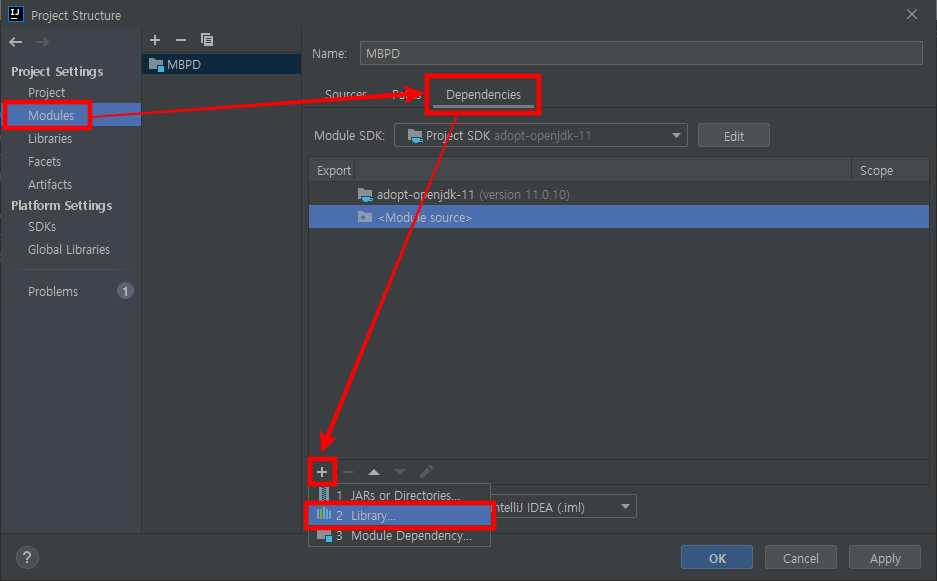 IJ
Project Structure
Project Settings
Project
Modules
Libraries
Facets
Artifacts
Platform Settings
SDKs
Global Libraries
Problems 1
MBPD
Name: MBPD
Sources Paths Dependencies
Module SDK: Project SDK adopt-openjdk-11 Edit
Export Scope
adopt-openjdk-11 (version 11.0.10)
<Module source>
1 JARs or Directories...
2 Library...
3 Module Dependency...
ntelliJ IDEA (.iml)
?
OK Cancel Apply